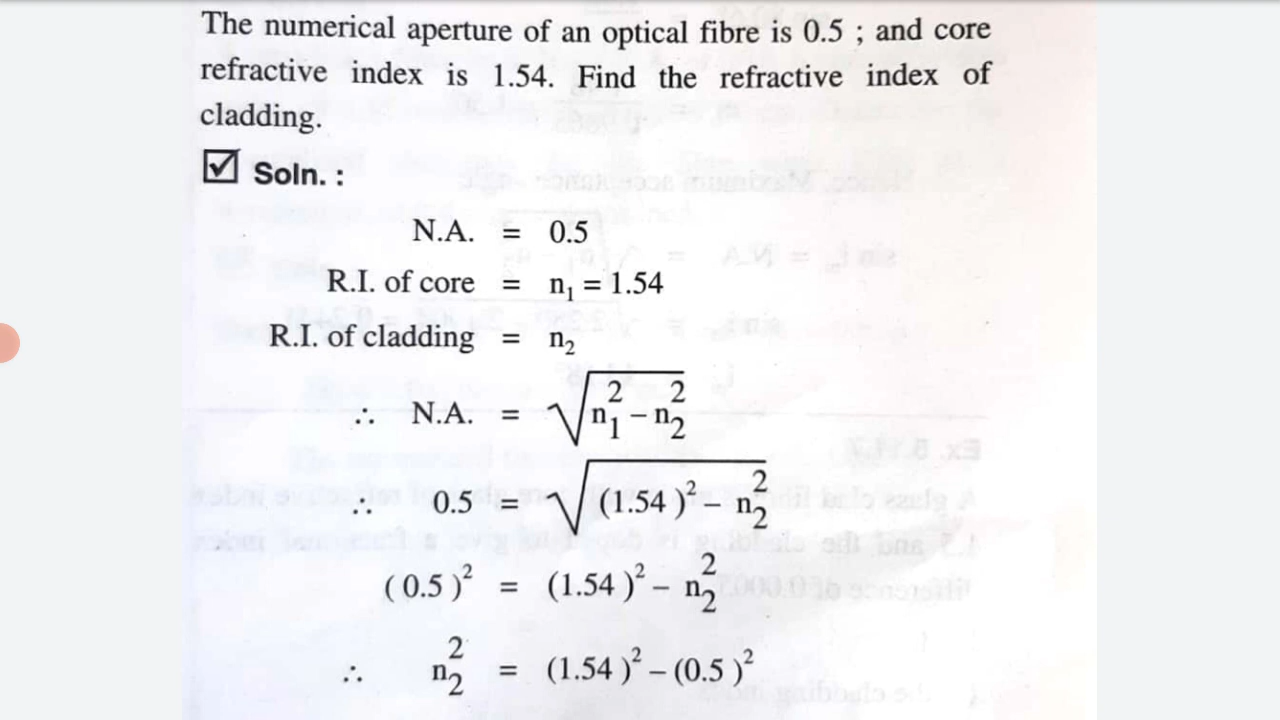 The numerical aperture of an optical fibre is 0.5 ; and core
refractive index is 1.54. Find the refractive index of
cladding.
☑ Soln. :
N.A. = 0.5
R.I. of core = n₁ = 1.54
R.I. of cladding = n₂
∴ N.A. = √(n₁² – n₂²)
∴ 0.5 = √((1.54)² – n₂²)
(0.5)² = (1.54)² – n₂²
∴ n₂² = (1.54)² – (0.5)²